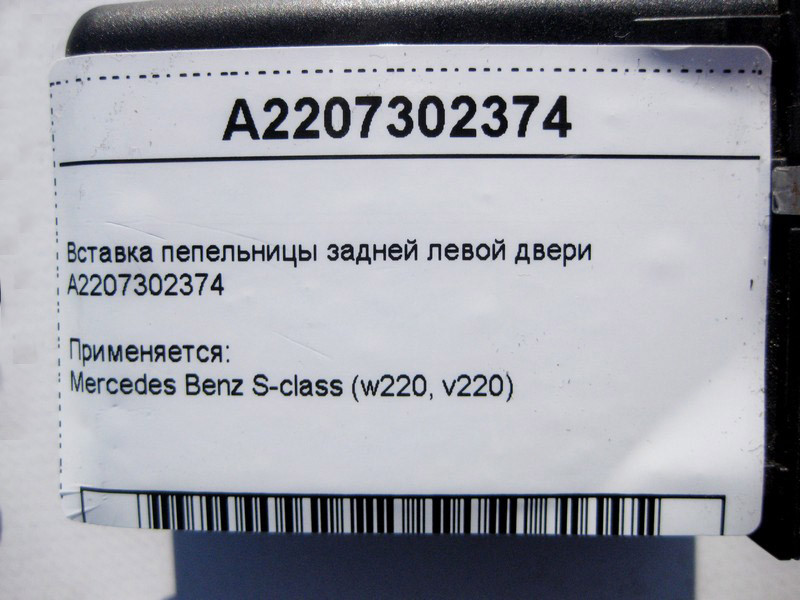 A2207302374
Вставка пепельницы задней левой двери
A2207302374
Применяется:
Mercedes Benz S-class (w220, v220)